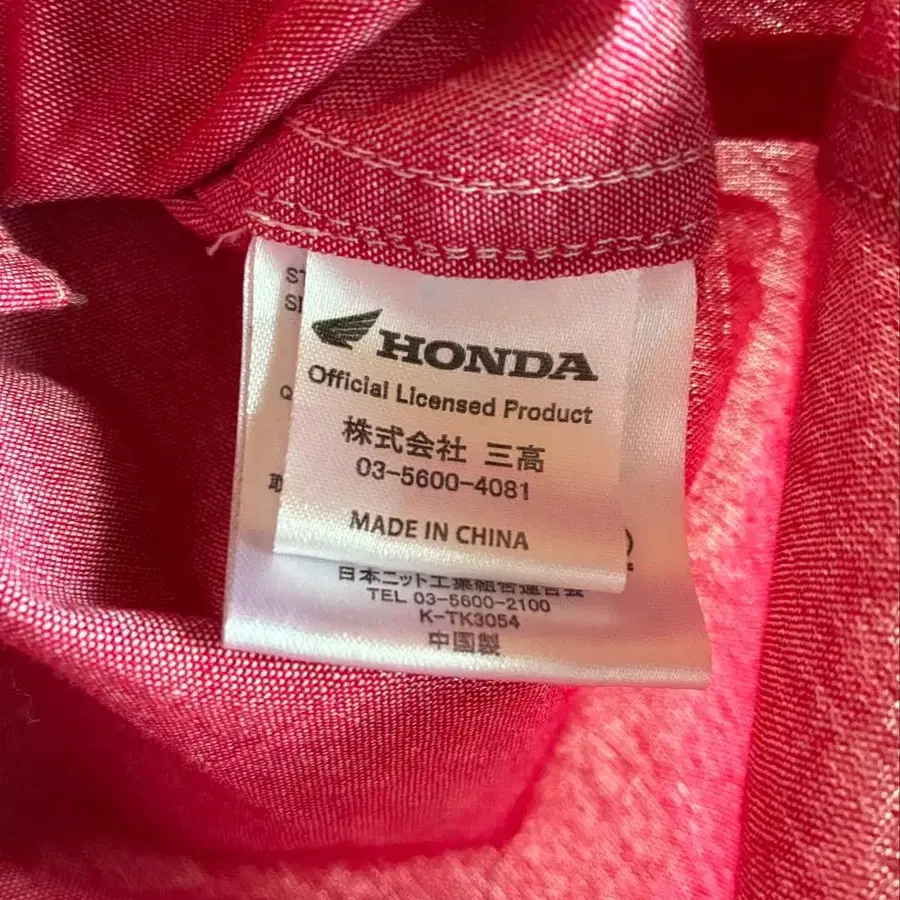 HONDA
Official Licensed Product
株式会社 三高
03-5600-4081
MADE IN CHINA
日本ニット工業組合連合会
TEL 03-5600-2100
K-TK3054
中国製